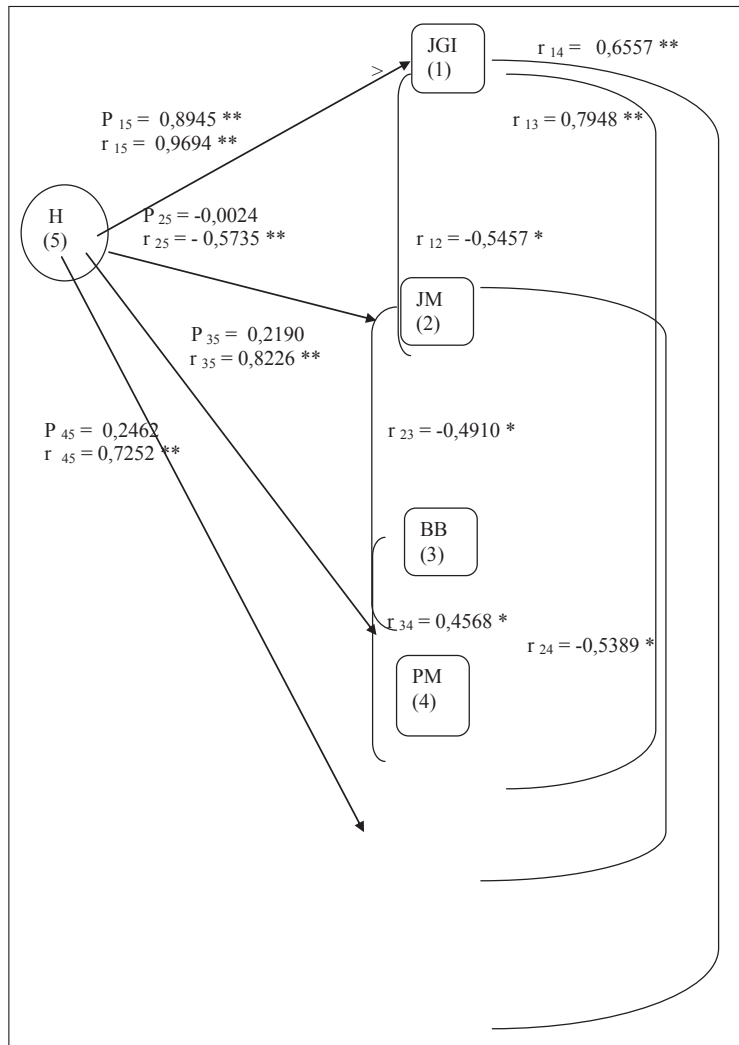 JGI
(1)
r 14 = 0,6557 **
>
r 13 = 0,7948 **
P 15 = 0,8945 **
r 15 = 0,9694 **
H
(5)
P 25 = -0,0024
r 25 = - 0,5735 **
r 12 = -0,5457 *
JM
(2)
P 35 = 0,2190
r 35 = 0,8226 **
P 45 = 0,2462
r 45 = 0,7252 **
r 23 = -0,4910 *
BB
(3)
r 34 = 0,4568 *
r 24 = -0,5389 *
PM
(4)